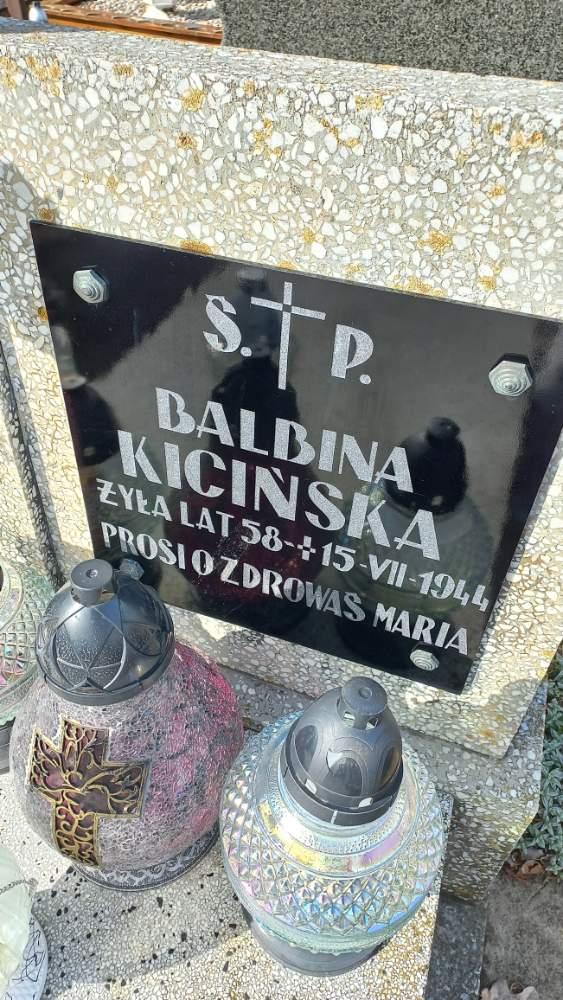 Ś. P.
BALBINA
KICIŃSKA
ŻYŁA LAT 58-✝15-VII-1944
PROSI O ZDROWAŚ MARIA